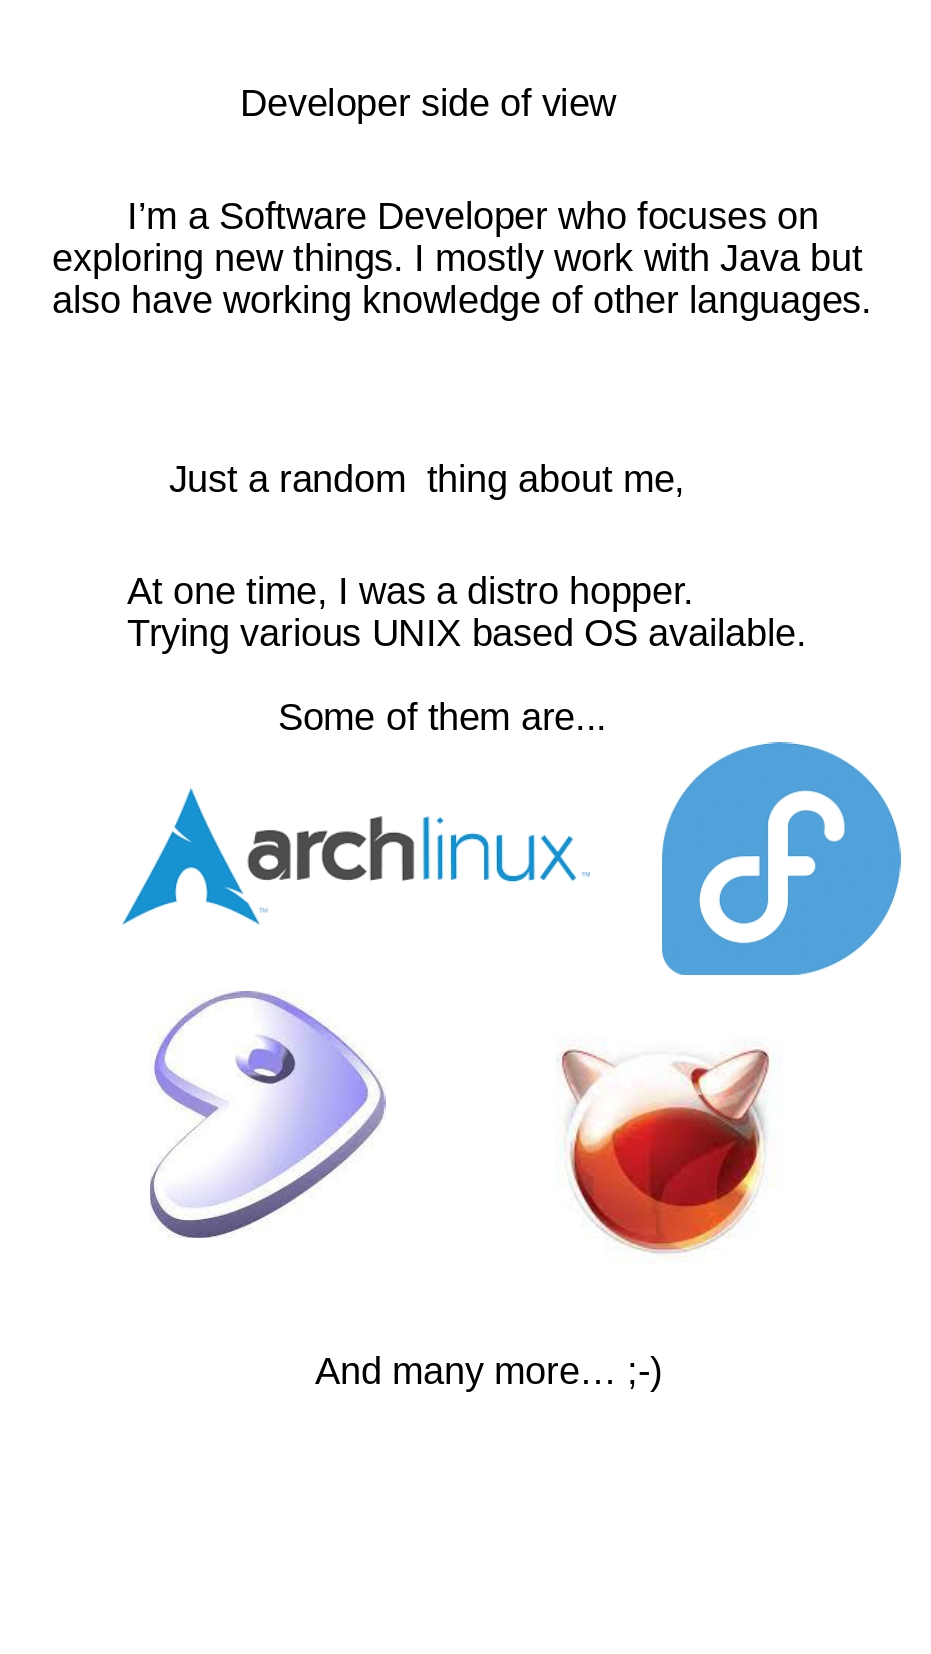 Developer side of view
I’m a Software Developer who focuses on
exploring new things. I mostly work with Java but
also have working knowledge of other languages.
Just a random  thing about me,
At one time, I was a distro hopper.
Trying various UNIX based OS available.
Some of them are...
archlinux™
™
And many more… ;-)